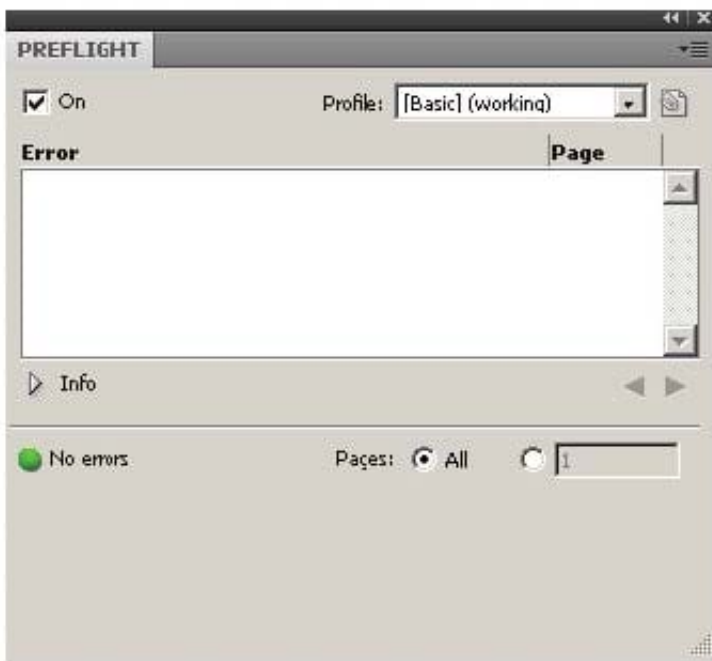 PREFLIGHT
On Profile: [Basic] (working)
Error Page
Info
No errors Pages: All 1